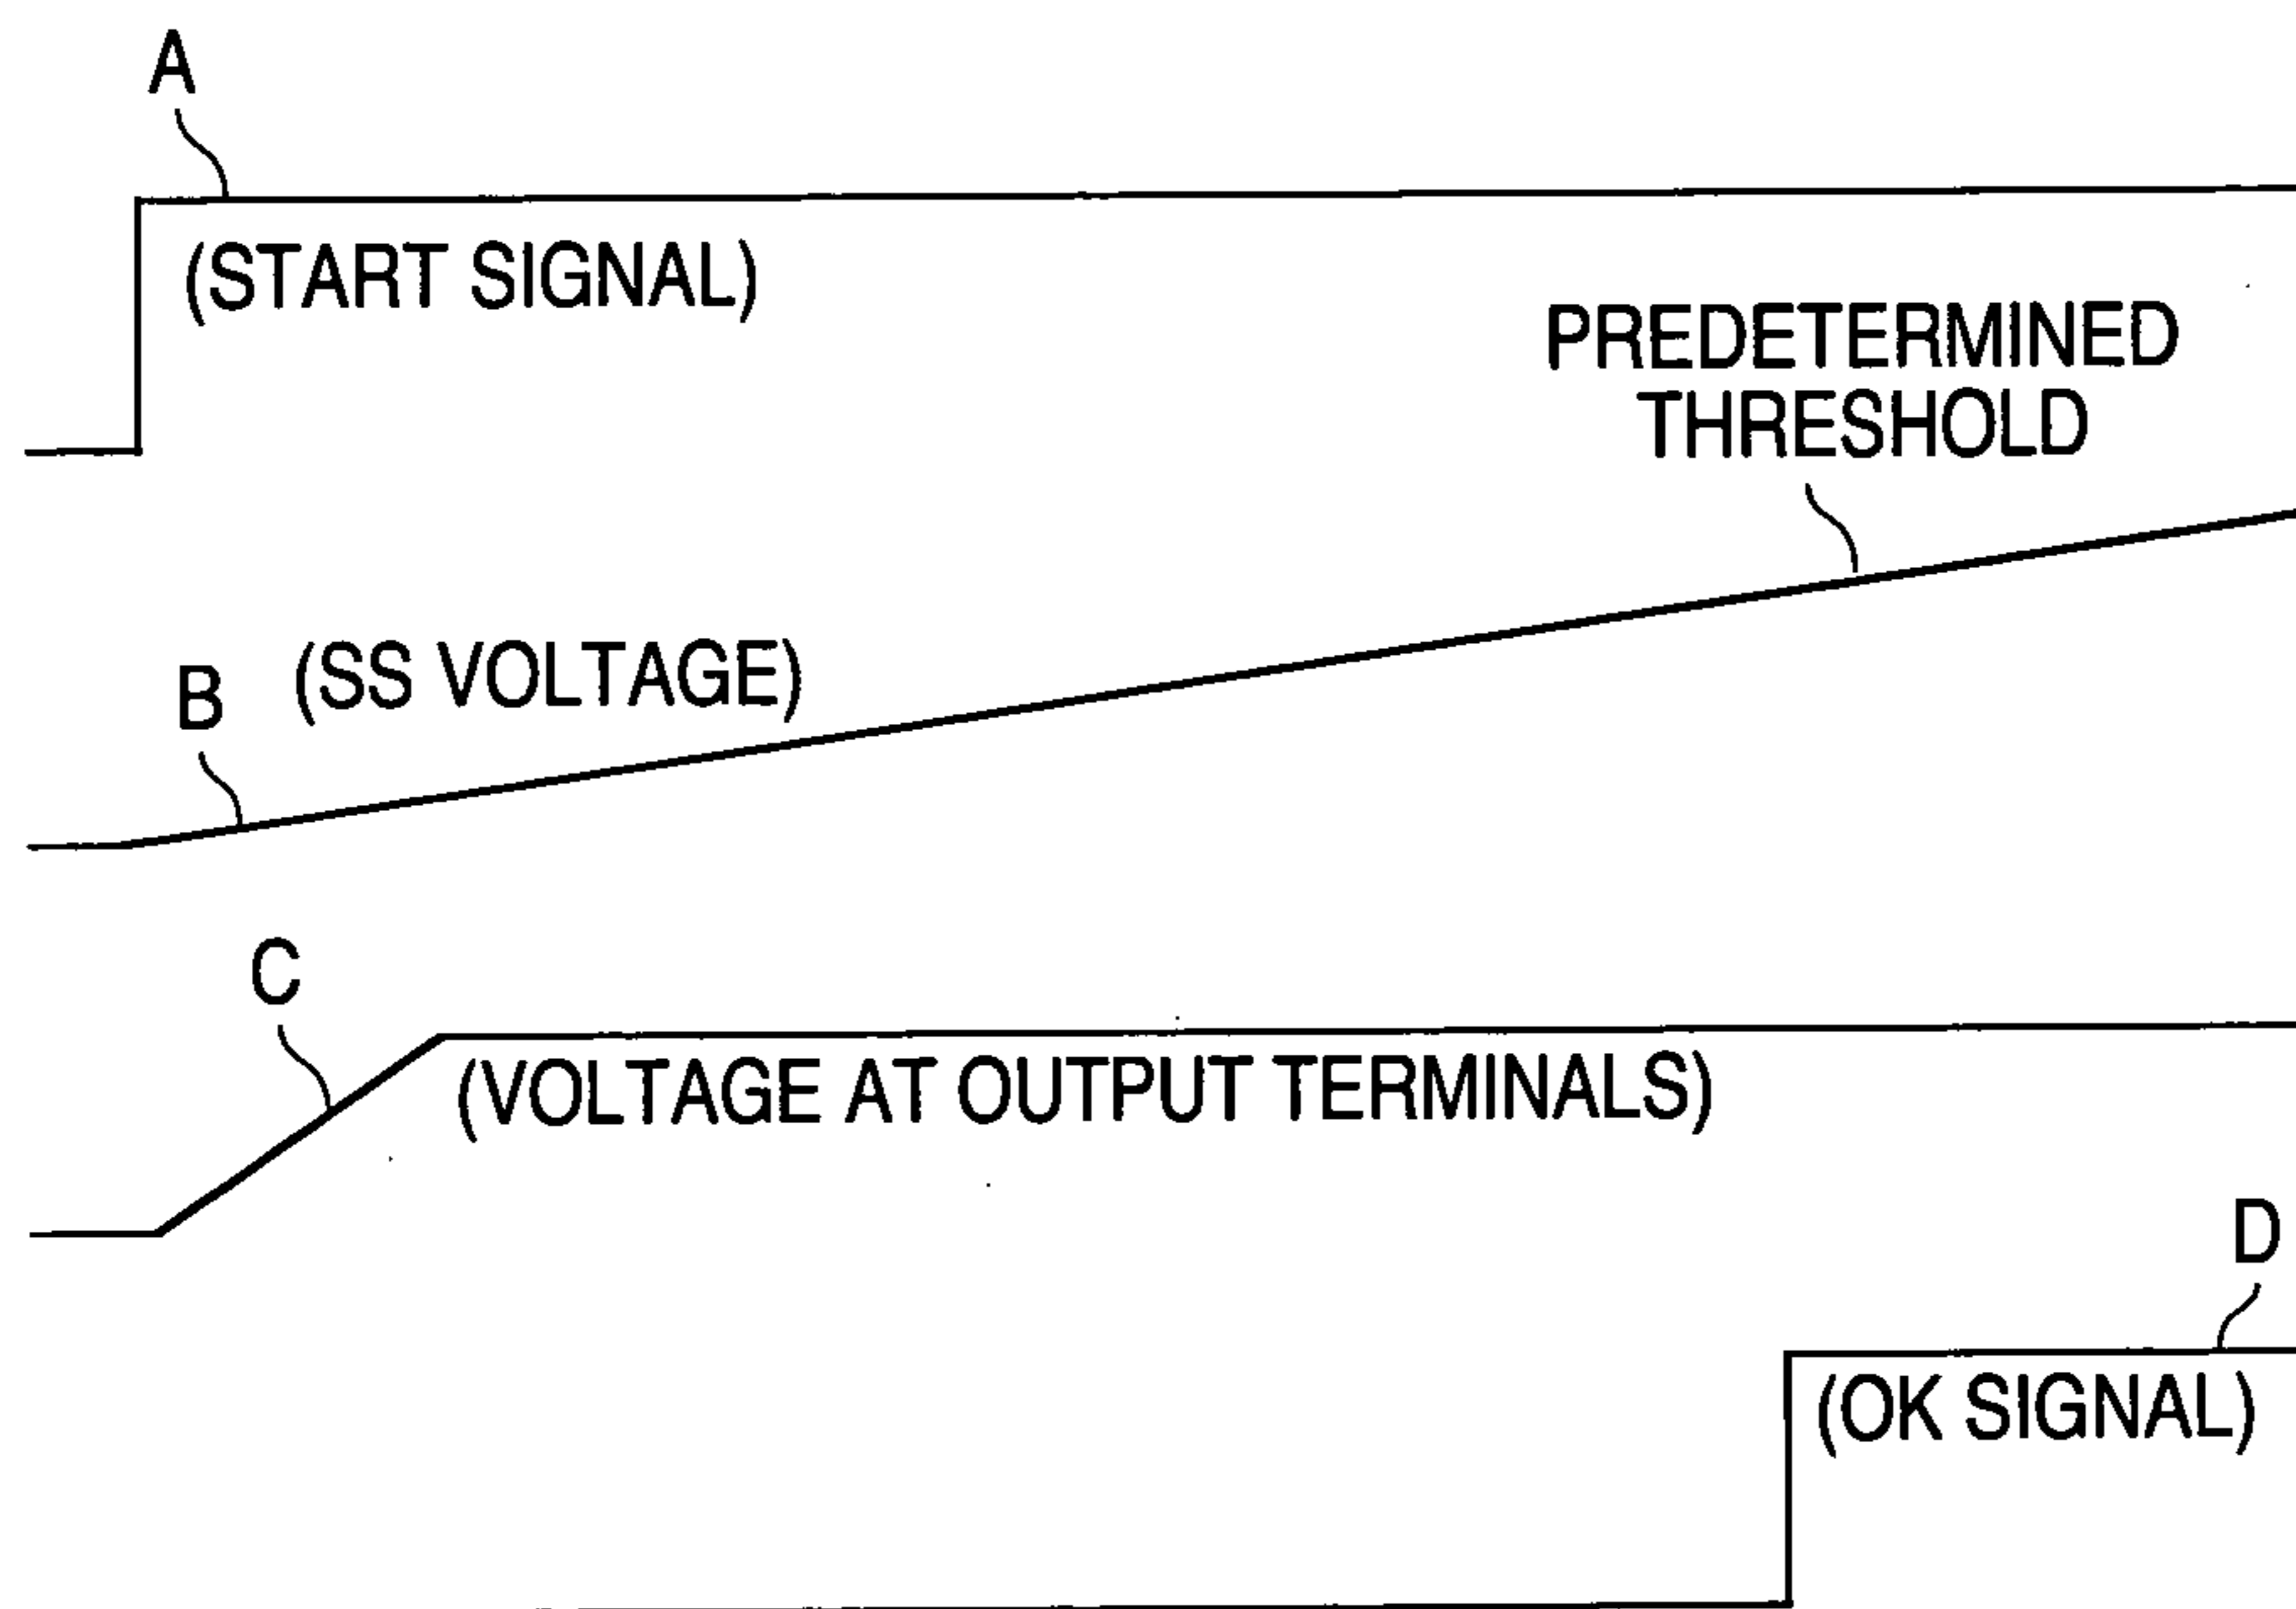 A
(START SIGNAL)
PREDETERMINED
THRESHOLD
(SS VOLTAGE)
B
C
(VOLTAGE AT OUTPUT TERMINALS)
D
(OK SIGNAL)